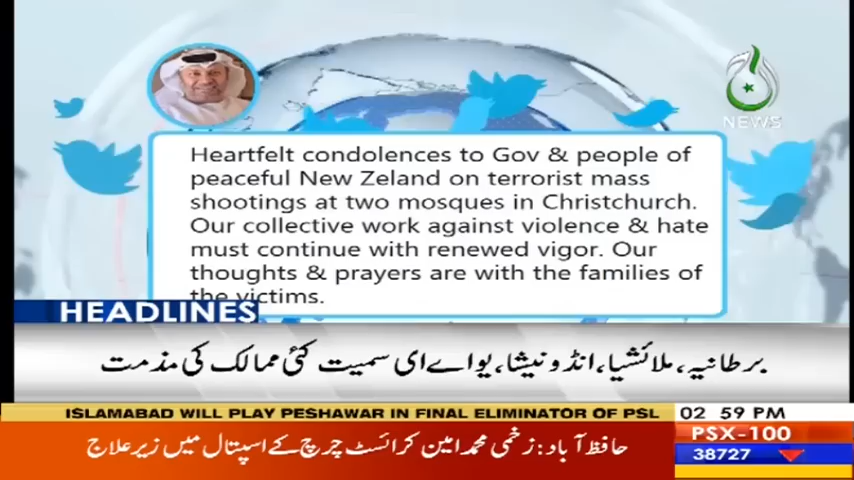 NEWS
Heartfelt condolences to Gov & people of
peaceful New Zeland on terrorist mass
shootings at two mosques in Christchurch.
Our collective work against violence & hate
must continue with renewed vigor. Our
thoughts & prayers are with the families of
the victims.
HEADLINES
برطانیہ، ملائشیا، انڈونیشا، یو اے ای سمیت کئی ممالک کی مذمت
ISLAMABAD WILL PLAY PESHAWAR IN FINAL ELIMINATOR OF PSL
02 59 PM
PSX-100
38727
حافظ آباد: زخمی محمد امین کرائسٹ چرچ کے اسپتال میں زیر علاج